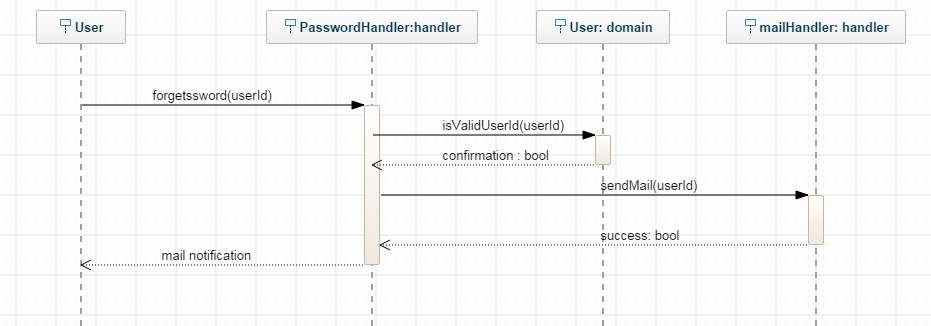 User
PasswordHandler:handler
User: domain
mailHandler: handler
forgetssword(userId)
isValidUserId(userId)
confirmation : bool
sendMail(userId)
success: bool
mail notification